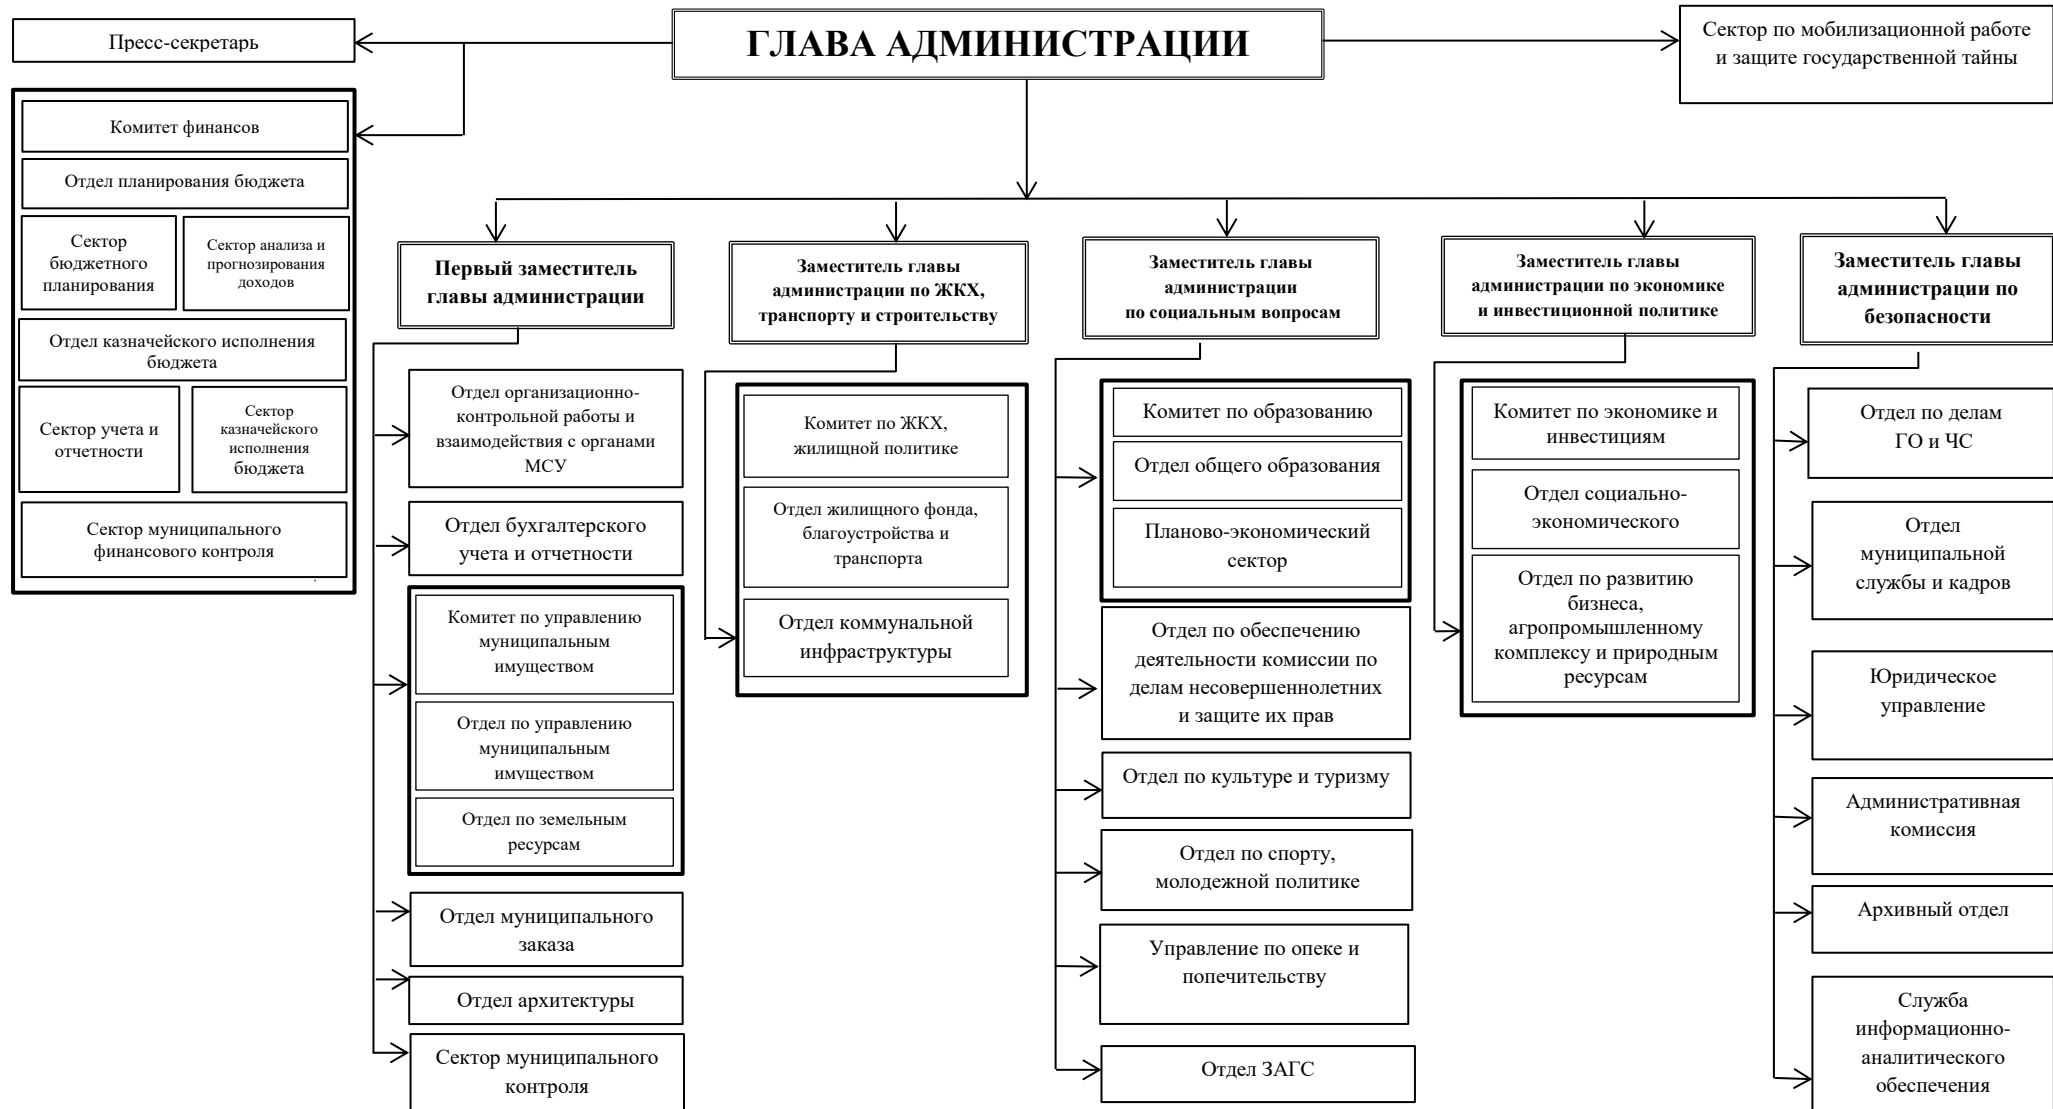 Пресс-секретарь
ГЛАВА АДМИНИСТРАЦИИ
Сектор по мобилизационной работе
и защите государственной тайны
Комитет финансов
Отдел планирования бюджета
Сектор
бюджетного
планирования
Сектор анализа и
прогнозирования
доходов
Отдел казначейского исполнения
бюджета
Сектор учета и
отчетности
Сектор
казначейского
исполнения
бюджета
Сектор муниципального
финансового контроля
Первый заместитель
главы администрации
Отдел организационно-
контрольной работы и
взаимодействия с органами
МСУ
Отдел бухгалтерского
учета и отчетности
Комитет по управлению
муниципальным
имуществом
Отдел по управлению
муниципальным
имуществом
Отдел по земельным
ресурсам
Отдел муниципального
заказа
Отдел архитектуры
Сектор муниципального
контроля
Заместитель главы
администрации по ЖКХ,
транспорту и строительству
Комитет по ЖКХ,
жилищной политике
Отдел жилищного фонда,
благоустройства и
транспорта
Отдел коммунальной
инфраструктуры
Заместитель главы
администрации
по социальным вопросам
Комитет по образованию
Отдел общего образования
Планово-экономический
сектор
Отдел по обеспечению
деятельности комиссии по
делам несовершеннолетних
и защите их прав
Отдел по культуре и туризму
Отдел по спорту,
молодежной политике
Управление по опеке и
попечительству
Отдел ЗАГС
Заместитель главы
администрации по экономике
и инвестиционной политике
Комитет по экономике и
инвестициям
Отдел социально-
экономического
Отдел по развитию
бизнеса,
агропромышленному
комплексу и природным
ресурсам
Заместитель главы
администрации по
безопасности
Отдел по делам
ГО и ЧС
Отдел
муниципальной
службы и кадров
Юридическое
управление
Административная
комиссия
Архивный отдел
Служба
информационно-
аналитического
обеспечения